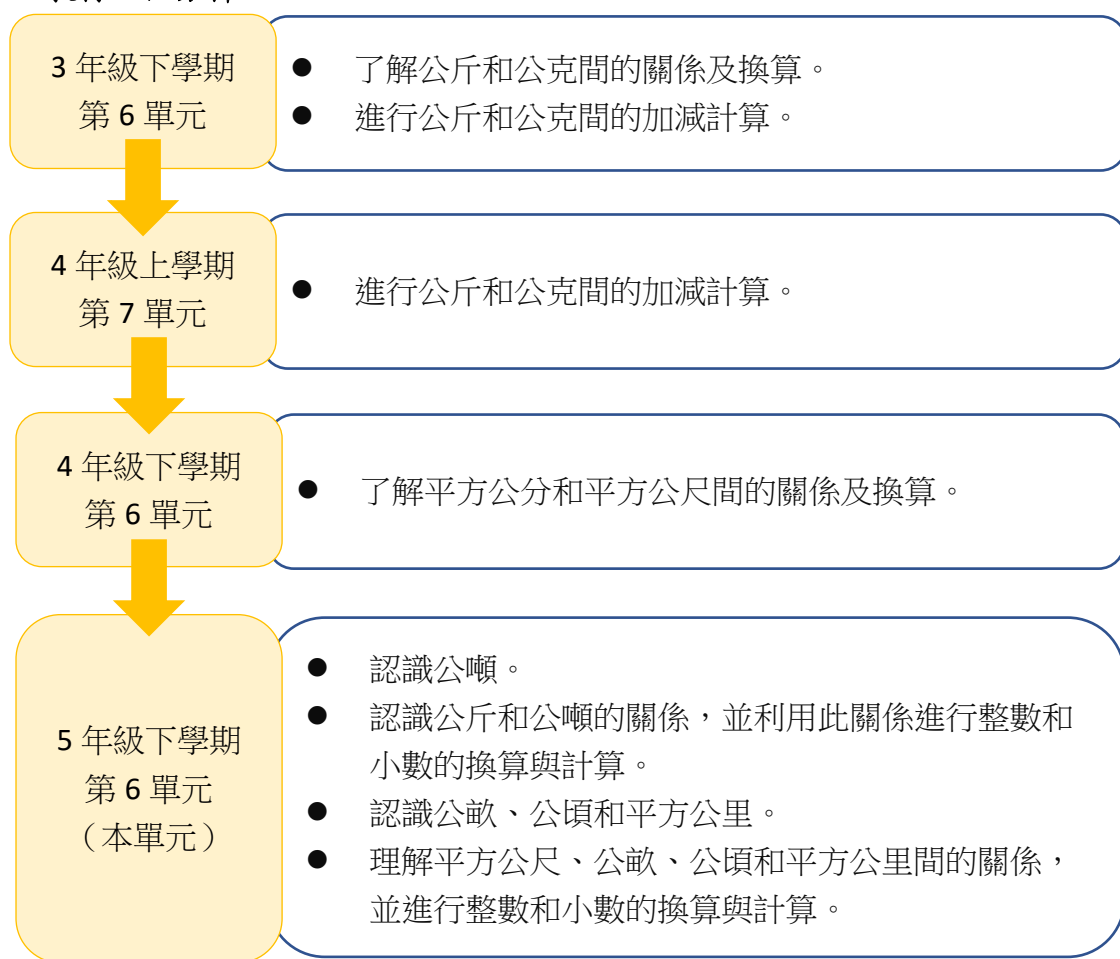 3 年級下學期
第 6 單元
● 了解公斤和公克間的關係及換算。
● 進行公斤和公克間的加減計算。
4 年級上學期
第 7 單元
● 進行公斤和公克間的加減計算。
4 年級下學期
第 6 單元
● 了解平方公分和平方公尺間的關係及換算。
5 年級下學期
第 6 單元
（本單元）
● 認識公噸。
● 認識公斤和公噸的關係，並利用此關係進行整數和
小數的換算與計算。
● 認識公畝、公頃和平方公里。
● 理解平方公尺、公畝、公頃和平方公里間的關係，
並進行整數和小數的換算與計算。